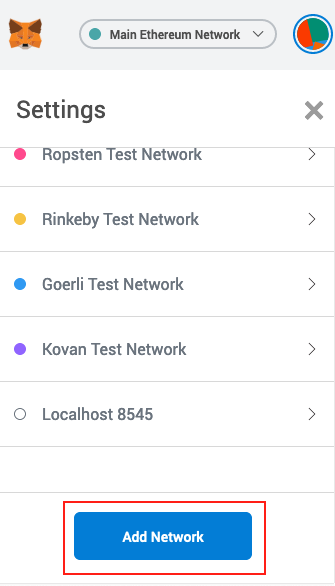 Main Ethereum Network
Settings
Ropsten Test Network
Rinkeby Test Network
Goerli Test Network
Kovan Test Network
Localhost 8545
Add Network